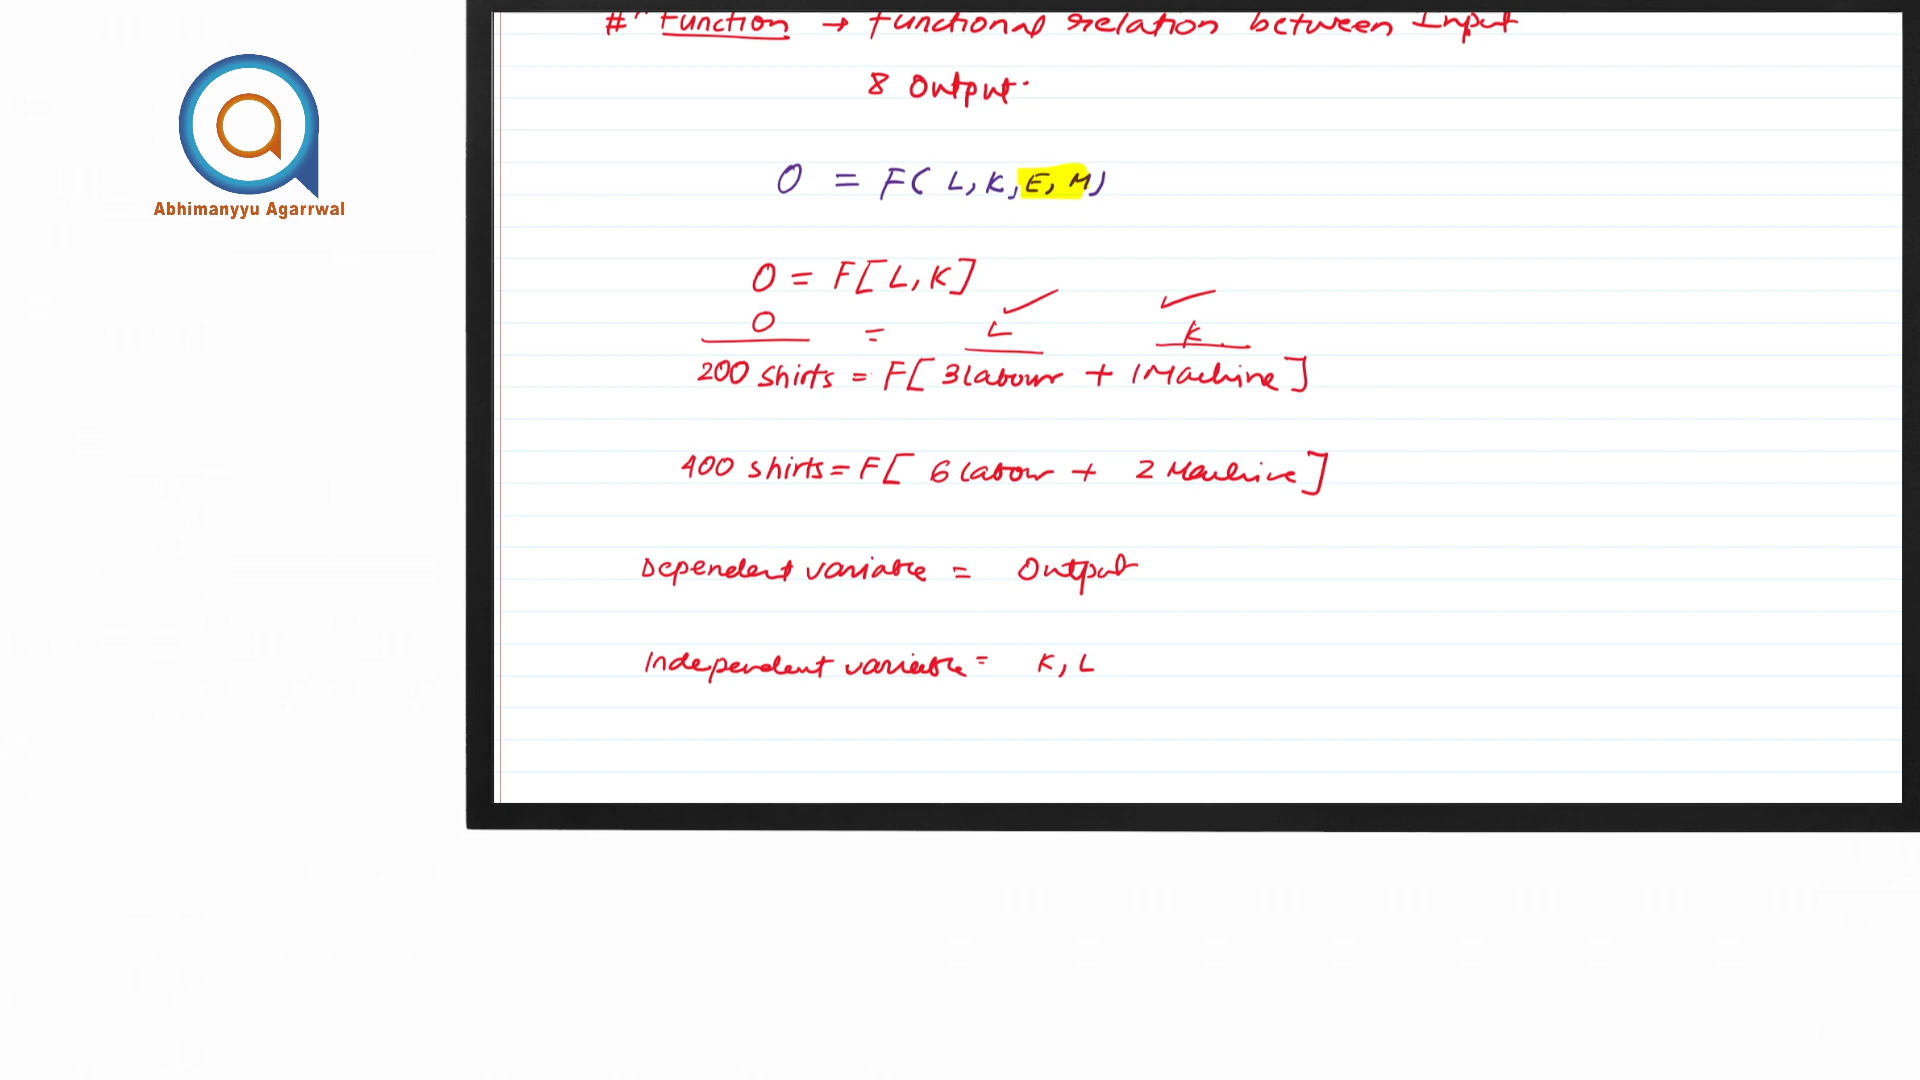 Abhimanyyu Agarrwal
#" Function → functional relation between Input
& Output.
O = F( L, K, E, M)
O = F[ L, K ]
O = L K
200 shirts = F[ 3 labour + 1 Machine ]
400 shirts = F[ 6 labour + 2 Machine ]
Dependent variable = Output
Independent variable = K, L